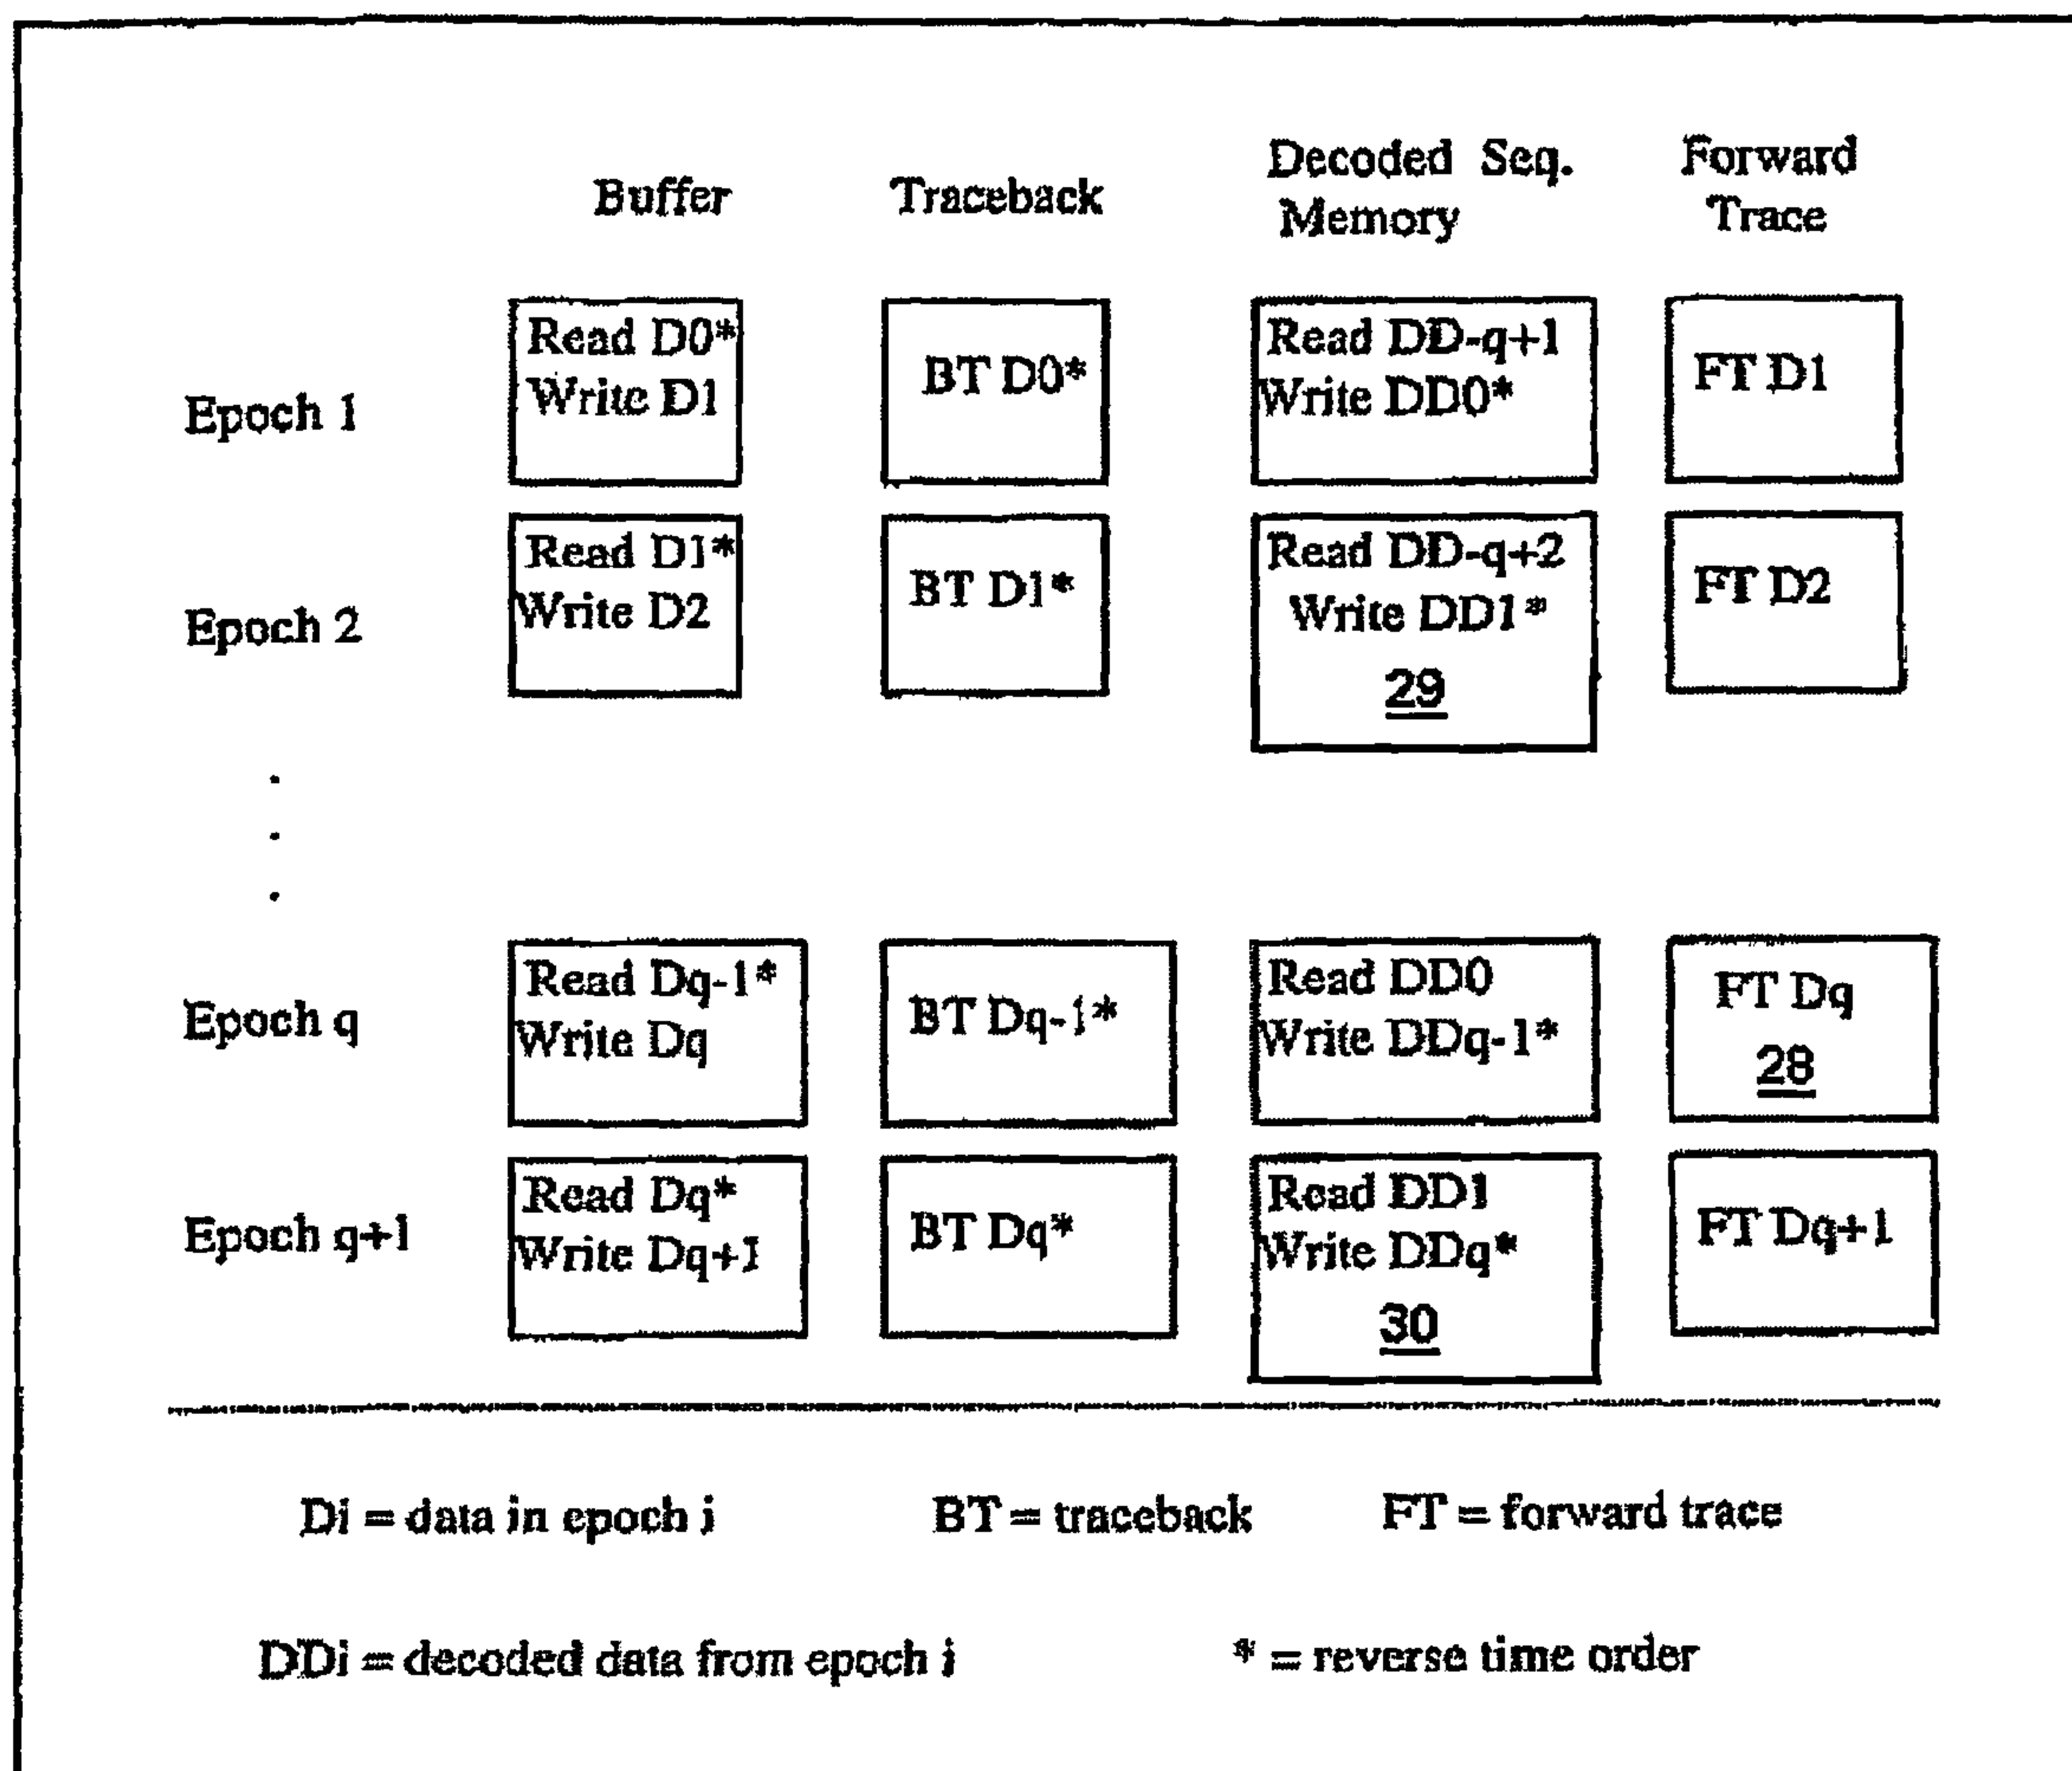 Buffer Traceback Decoded Seq. Memory Forward Trace
Epoch 1
Read D0*
Write D1
BT D0*
Read DD-q+1
Write DD0*
FT D1
Epoch 2
Read D1*
Write D2
BT D1*
Read DD-q+2
Write DD1*
29
FT D2
Epoch q
Read Dq-1*
Write Dq
BT Dq-1*
Read DD0
Write DDq-1*
FT Dq
28
Epoch q+1
Read Dq*
Write Dq+1
BT Dq*
Read DD1
Write DDq*
30
FT Dq+1
Di = data in epoch i BT = traceback FT = forward trace
DDi = decoded data from epoch i * = reverse time order